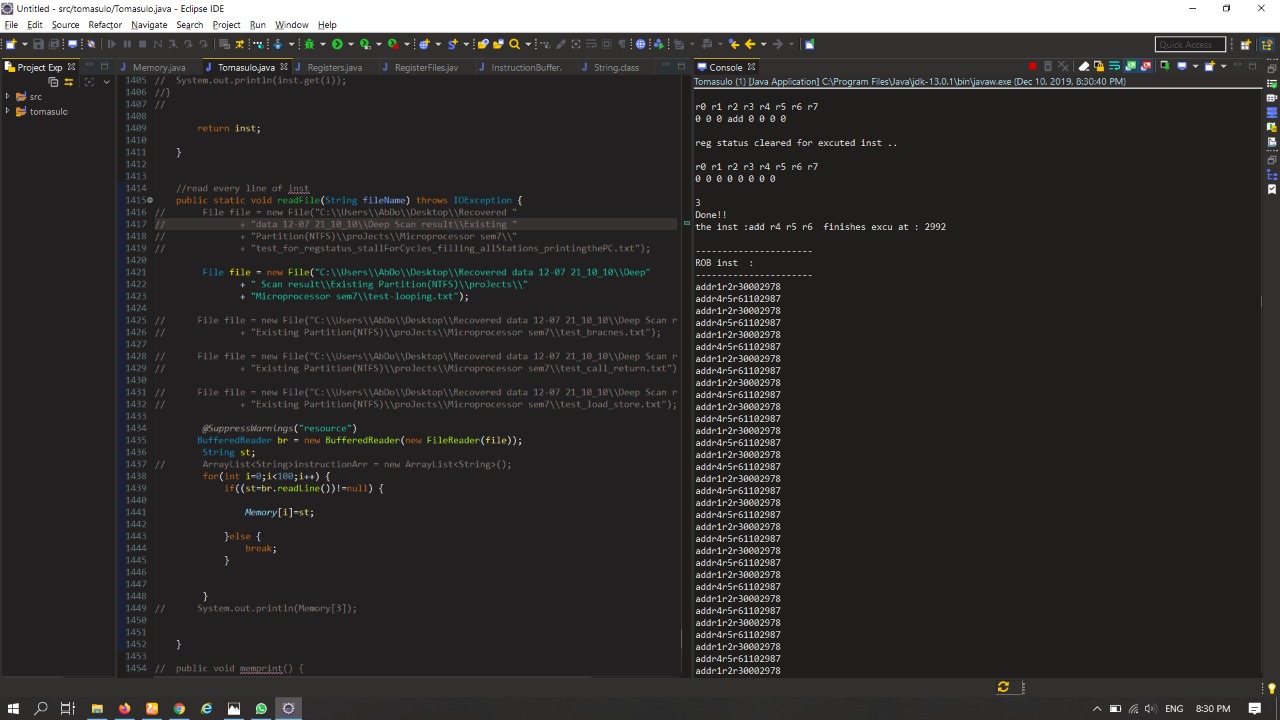 Untitled - src/tomasulo/Tomasulo.java - Eclipse IDE
File Edit Source Refactor Navigate Search Project Run Window Help
Quick Access
Project Exp
Memory.java
Tomasulo.java
Registers.java
RegisterFiles.jav
InstructionBuffer.
String.class
src
tomasulo
1405 // System.out.println(inst.get(i));
1406 //}
1407 //
1408
1409 return inst;
1410
1411 }
1412
1413
1414 //read every line of inst
1415 public static void readFile(String fileName) throws IOException {
1416 // File file = new File("C:\\Users\\AbDo\\Desktop\\Recovered "
1417 // + "data 12-07 21_10_10\\Deep Scan result\\Existing "
1418 // + "Partition(NTFS)\\proJects\\Microprocessor sem7\\"
1419 // + "test_for_regstatus_stallForCycles_filling_allStations_printingthePC.txt");
1420
1421 File file = new File("C:\\Users\\AbDo\\Desktop\\Recovered data 12-07 21_10_10\\Deep"
1422 + " Scan result\\Existing Partition(NTFS)\\proJects\\"
1423 + "Microprocessor sem7\\test-looping.txt");
1424
1425 // File file = new File("C:\\Users\\AbDo\\Desktop\\Recovered data 12-07 21_10_10\\Deep Scan r
1426 // + "Existing Partition(NTFS)\\proJects\\Microprocessor sem7\\test_bracnes.txt");
1427
1428 // File file = new File("C:\\Users\\AbDo\\Desktop\\Recovered data 12-07 21_10_10\\Deep Scan r
1429 // + "Existing Partition(NTFS)\\proJects\\Microprocessor sem7\\test_call_return.txt")
1430
1431 // File file = new File("C:\\Users\\AbDo\\Desktop\\Recovered data 12-07 21_10_10\\Deep Scan r
1432 // + "Existing Partition(NTFS)\\proJects\\Microprocessor sem7\\test_load_store.txt");
1433
1434 @SuppressWarnings("resource")
1435 BufferedReader br = new BufferedReader(new FileReader(file));
1436 String st;
1437 // ArrayList<String>instructionArr = new ArrayList<String>();
1438 for(int i=0;i<100;i++) {
1439 if((st=br.readLine())!=null) {
1440
1441 Memory[i]=st;
1442
1443 }else {
1444 break;
1445 }
1446
1447
1448 }
1449 // System.out.println(Memory[3]);
1450
1451
1452 }
1453
1454 // public void memprint() {
Console
Tomasulo (1) [Java Application] C:\Program Files\Java\jdk-13.0.1\bin\javaw.exe (Dec 10, 2019, 8:30:40 PM)
r0 r1 r2 r3 r4 r5 r6 r7
0 0 0 add 0 0 0 0
reg status cleared for excuted inst ..
r0 r1 r2 r3 r4 r5 r6 r7
0 0 0 0 0 0 0 0
3
Done!!
the inst :add r4 r5 r6 finishes excu at : 2992
----------------------
ROB inst :
----------------------
addr1r2r30002978
addr4r5r61102987
addr1r2r30002978
addr4r5r61102987
addr1r2r30002978
addr4r5r61102987
addr1r2r30002978
addr4r5r61102987
addr1r2r30002978
addr4r5r61102987
addr1r2r30002978
addr4r5r61102987
addr1r2r30002978
addr4r5r61102987
addr1r2r30002978
addr4r5r61102987
addr1r2r30002978
addr4r5r61102987
addr1r2r30002978
addr4r5r61102987
addr1r2r30002978
addr4r5r61102987
addr1r2r30002978
addr4r5r61102987
addr1r2r30002978
addr4r5r61102987
addr1r2r30002978
addr4r5r61102987
addr1r2r30002978
addr4r5r61102987
addr1r2r30002978
addr4r5r61102987
addr1r2r30002978
ENG 8:30 PM